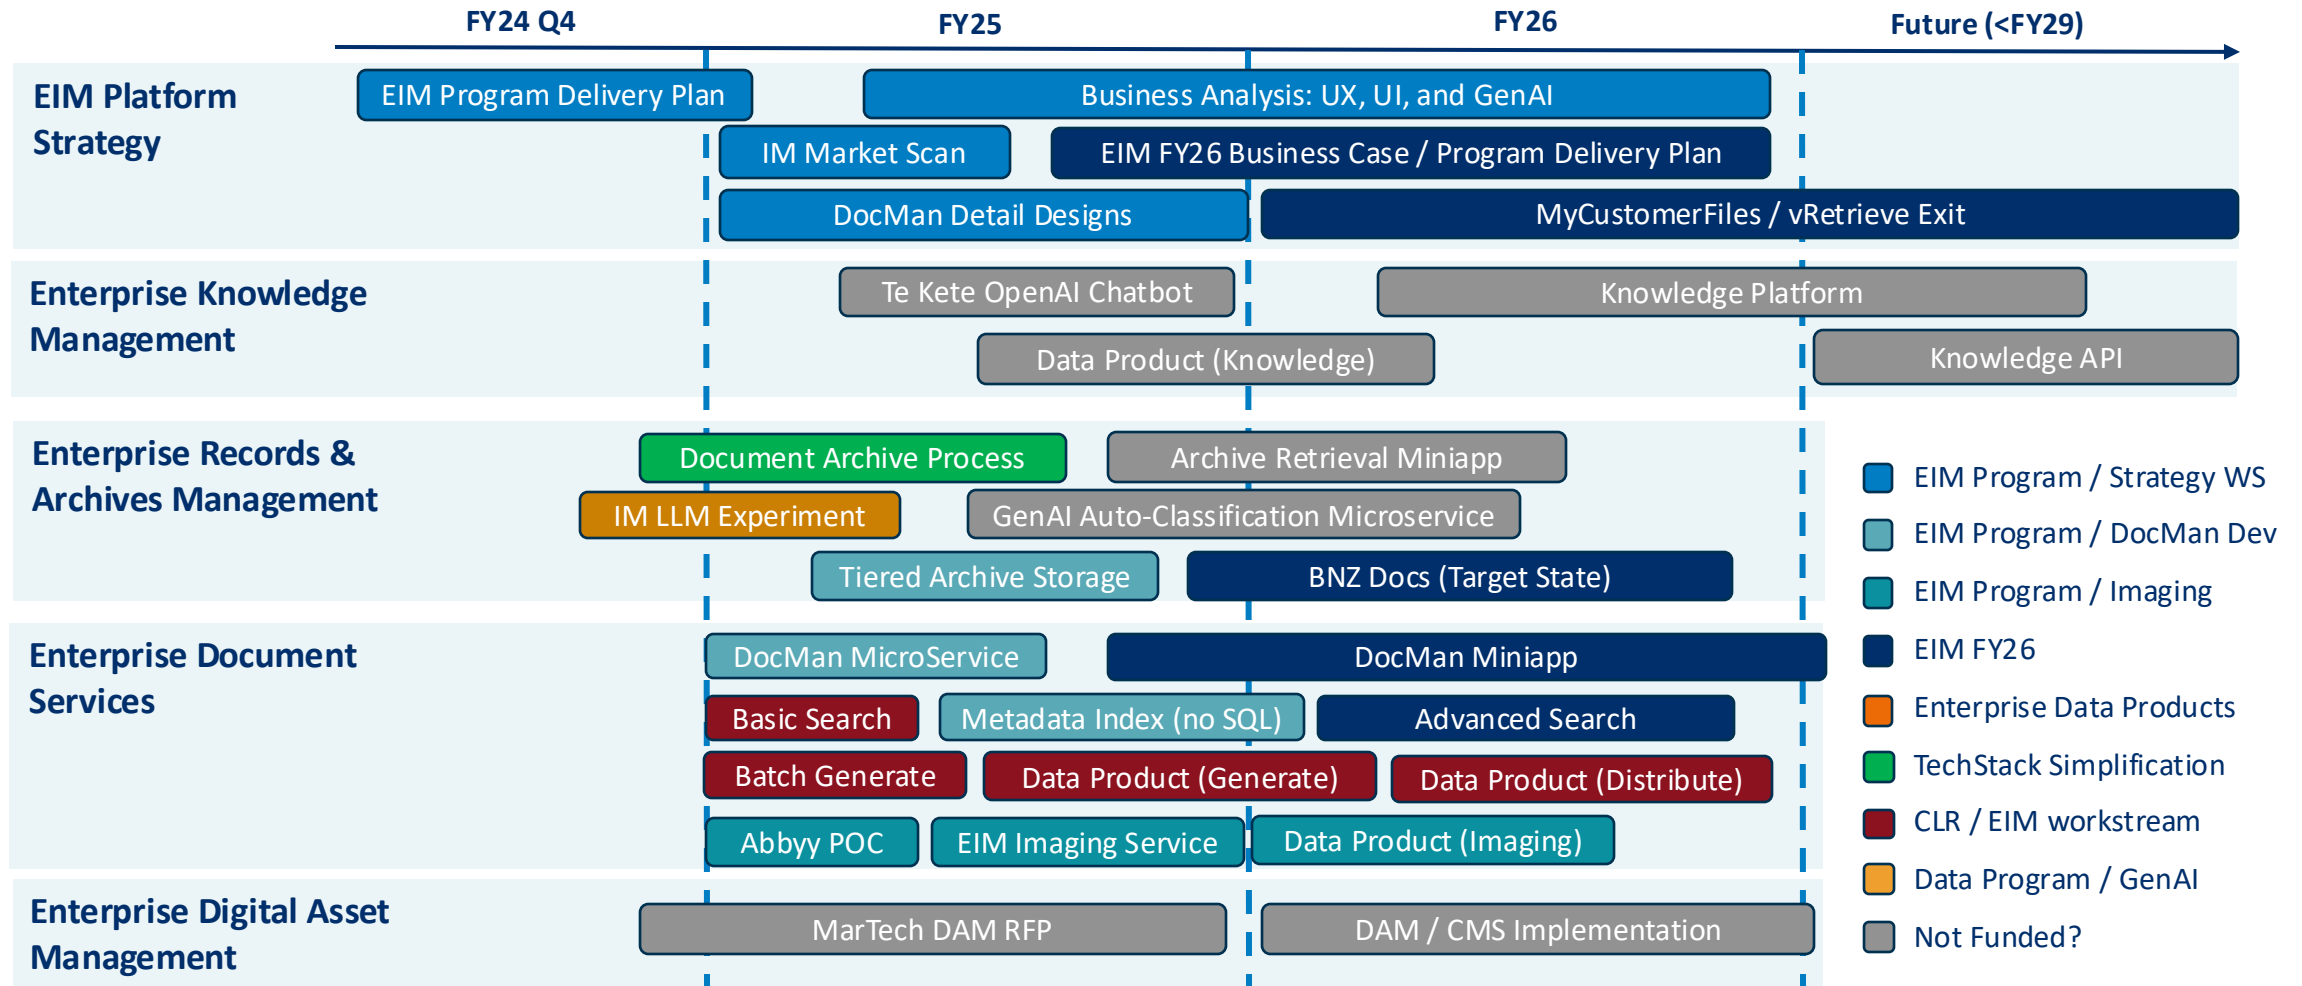 FY24 Q4
FY25
FY26
Future (<FY29)
EIM Platform
Strategy
EIM Program Delivery Plan
Business Analysis: UX, UI, and GenAI
IM Market Scan
EIM FY26 Business Case / Program Delivery Plan
DocMan Detail Designs
MyCustomerFiles / vRetrieve Exit
Enterprise Knowledge
Management
Te Kete OpenAI Chatbot
Knowledge Platform
Data Product (Knowledge)
Knowledge API
Enterprise Records &
Archives Management
Document Archive Process
Archive Retrieval Miniapp
IM LLM Experiment
GenAI Auto-Classification Microservice
Tiered Archive Storage
BNZ Docs (Target State)
Enterprise Document
Services
DocMan MicroService
DocMan Miniapp
Basic Search
Metadata Index (no SQL)
Advanced Search
Batch Generate
Data Product (Generate)
Data Product (Distribute)
Abbyy POC
EIM Imaging Service
Data Product (Imaging)
Enterprise Digital Asset
Management
MarTech DAM RFP
DAM / CMS Implementation
EIM Program / Strategy WS
EIM Program / DocMan Dev
EIM Program / Imaging
EIM FY26
Enterprise Data Products
TechStack Simplification
CLR / EIM workstream
Data Program / GenAI
Not Funded?